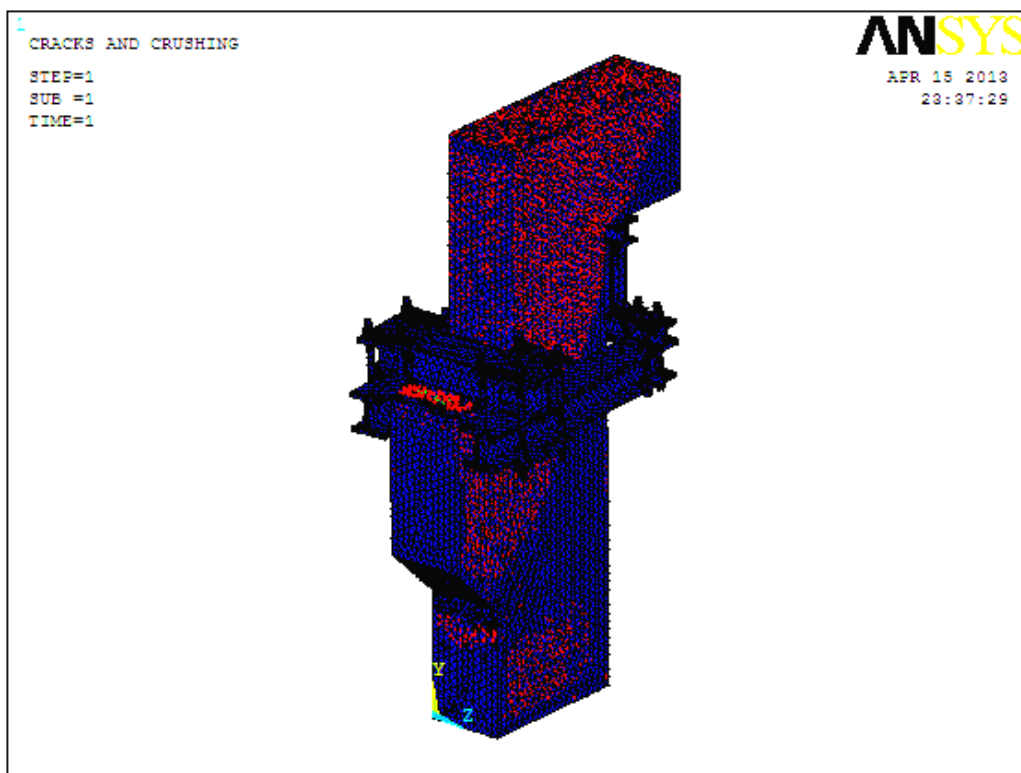 1
CRACKS AND CRUSHING
STEP=1
SUB =1
TIME=1
ANSYS
APR 15 2013
23:37:29
Y
Z